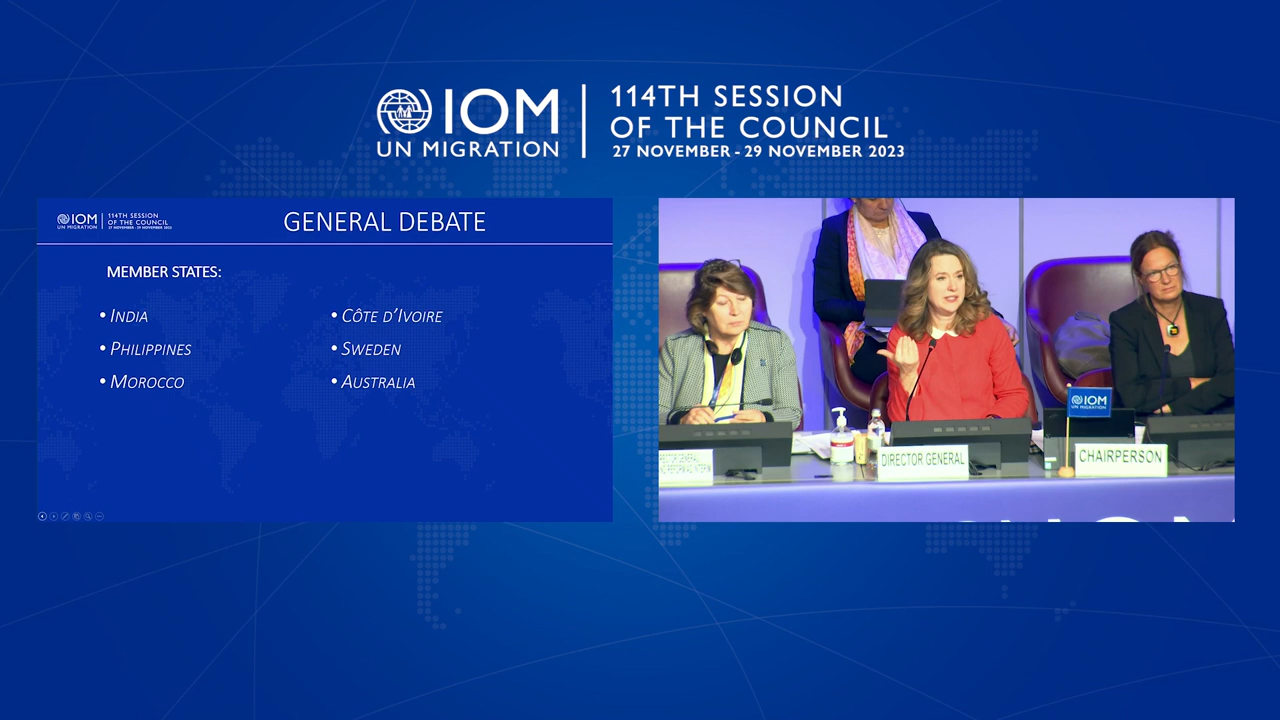 IOM
UN MIGRATION
114TH SESSION
OF THE COUNCIL
27 NOVEMBER - 29 NOVEMBER 2023
IOM
UN MIGRATION
114TH SESSION
OF THE COUNCIL
27 NOVEMBER - 29 NOVEMBER 2023
GENERAL DEBATE
MEMBER STATES:
• INDIA
• PHILIPPINES
• MOROCCO
• CÔTE D'IVOIRE
• SWEDEN
• AUSTRALIA
IOM
UN MIGRATION
DIRECTOR GENERAL
CHAIRPERSON